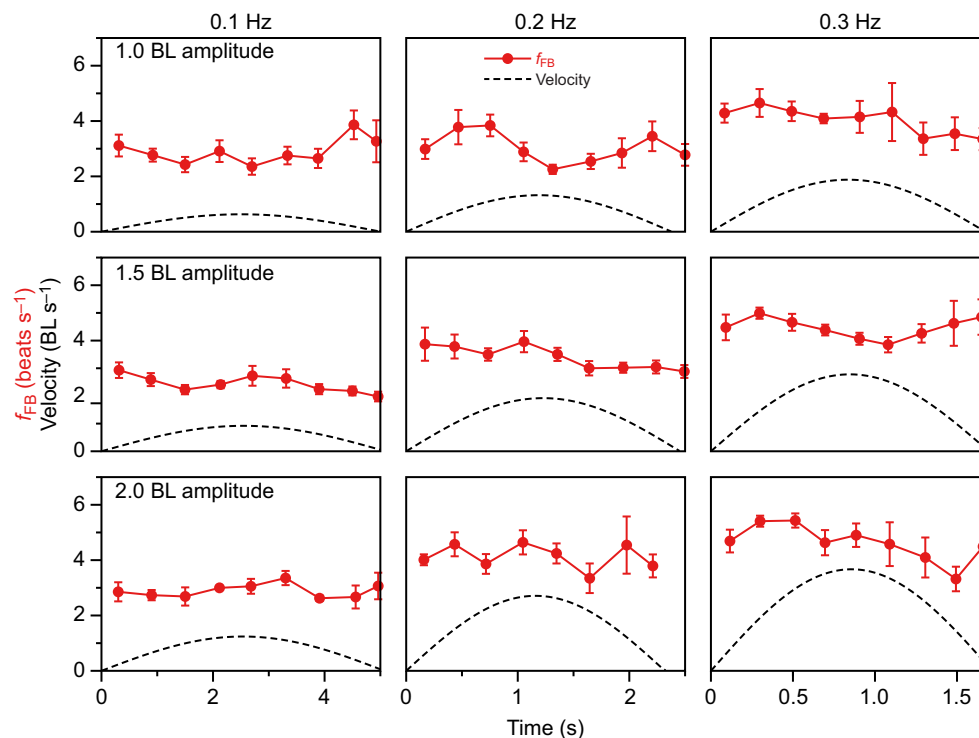 0.1 Hz 0.2 Hz 0.3 Hz
1.0 BL amplitude
f_FB
Velocity
6
4
2
0
1.5 BL amplitude
6
4
2
0
2.0 BL amplitude
6
4
2
0
f_FB (beats s⁻¹)
Velocity (BL s⁻¹)
0 2 4 0 1 2 0 0.5 1.0 1.5
Time (s)